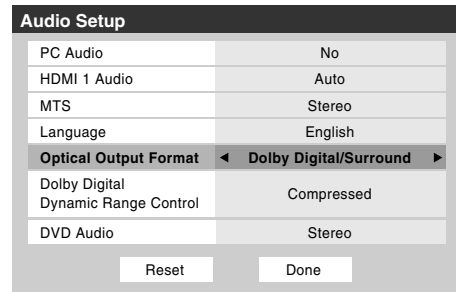 Audio Setup
PC Audio No
HDMI 1 Audio Auto
MTS Stereo
Language English
Optical Output Format ◄ Dolby Digital/Surround ►
Dolby Digital
Dynamic Range Control Compressed
DVD Audio Stereo
Reset Done